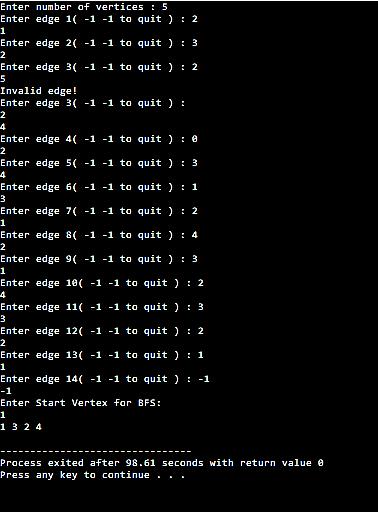 Enter number of vertices : 5
Enter edge 1( -1 -1 to quit ) : 2
1
Enter edge 2( -1 -1 to quit ) : 3
2
Enter edge 3( -1 -1 to quit ) : 2
5
Invalid edge!
Enter edge 3( -1 -1 to quit ) :
2
4
Enter edge 4( -1 -1 to quit ) : 0
2
Enter edge 5( -1 -1 to quit ) : 3
4
Enter edge 6( -1 -1 to quit ) : 1
3
Enter edge 7( -1 -1 to quit ) : 2
1
Enter edge 8( -1 -1 to quit ) : 4
2
Enter edge 9( -1 -1 to quit ) : 3
1
Enter edge 10( -1 -1 to quit ) : 2
4
Enter edge 11( -1 -1 to quit ) : 3
3
Enter edge 12( -1 -1 to quit ) : 2
2
Enter edge 13( -1 -1 to quit ) : 1
1
Enter edge 14( -1 -1 to quit ) : -1
-1
Enter Start Vertex for BFS:
1
1 3 2 4
--------------------------------
Process exited after 98.61 seconds with return value 0
Press any key to continue . . .